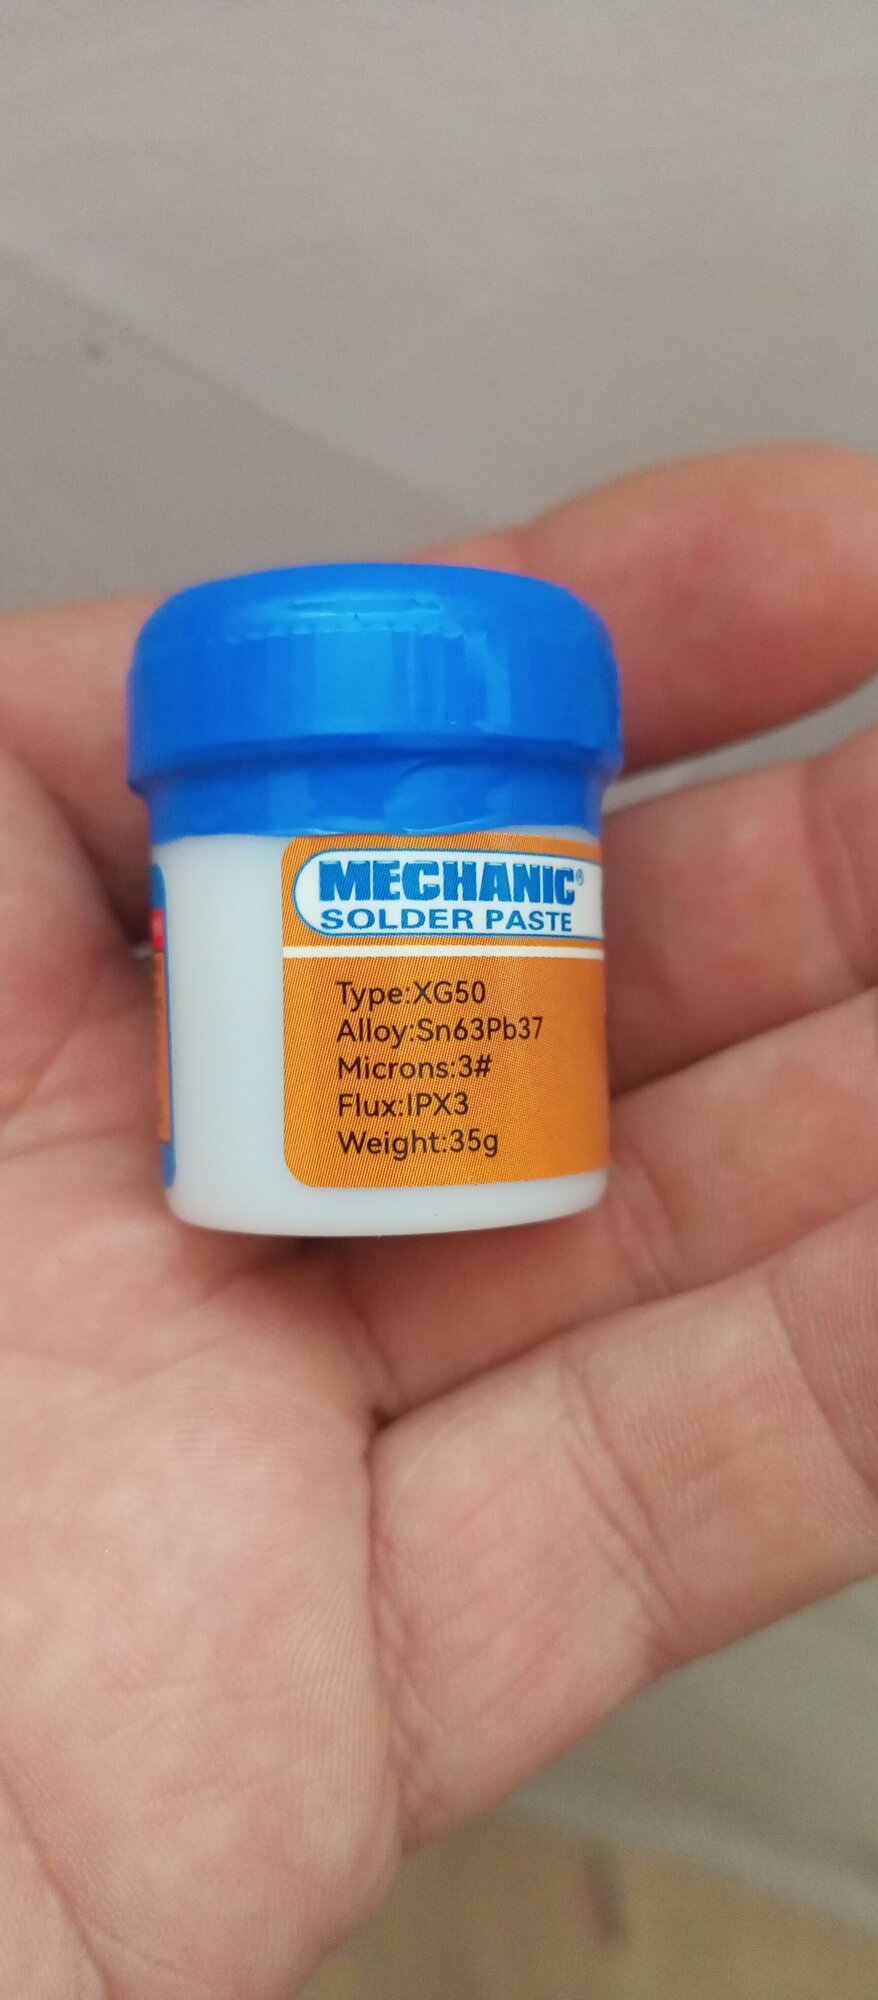 MECHANIC®
SOLDER PASTE
Type:XG50
Alloy:Sn63Pb37
Microns:3#
Flux:IPX3
Weight:35g